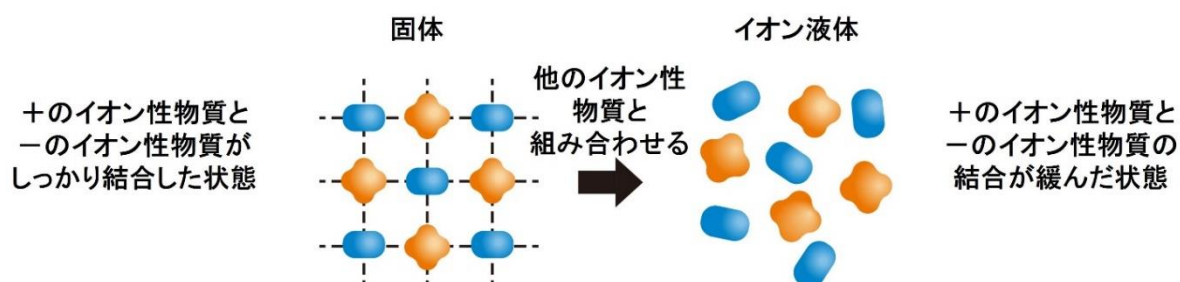 固体
イオン液体
＋のイオン性物質と
－のイオン性物質が
しっかり結合した状態
他のイオン性
物質と
組み合わせる
＋のイオン性物質と
－のイオン性物質の
結合が緩んだ状態